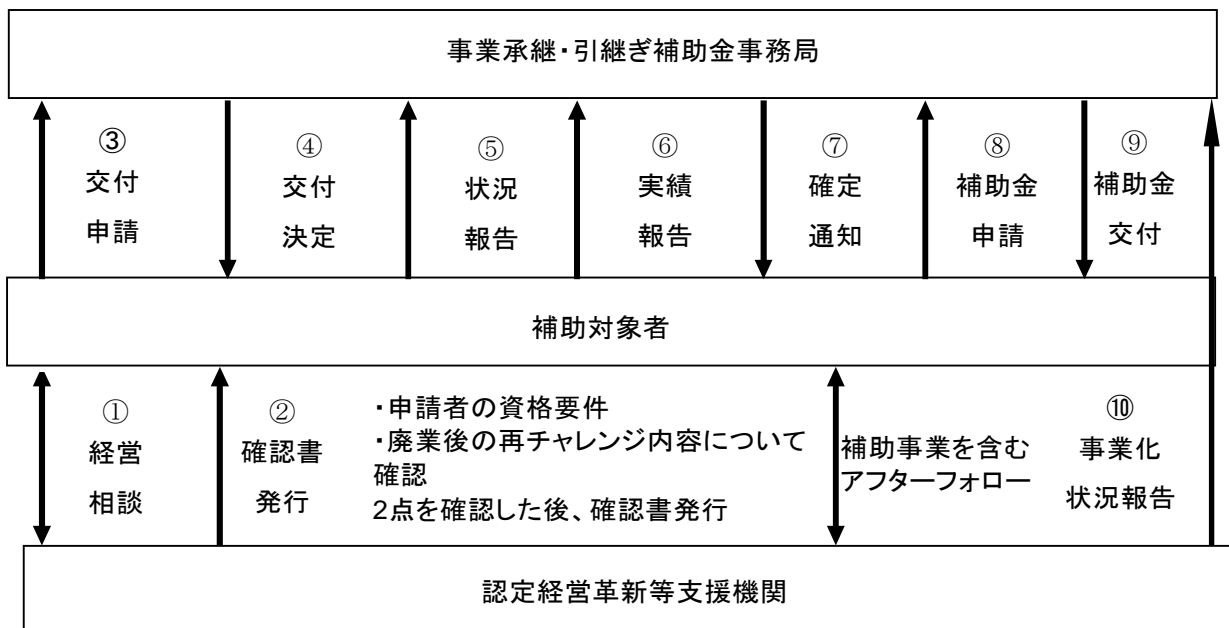 事業承継・引継ぎ補助金事務局
③
交付
申請
④
交付
決定
⑤
状況
報告
⑥
実績
報告
⑦
確定
通知
⑧
補助金
申請
⑨
補助金
交付
補助対象者
①
経営
相談
②
確認書
発行
・申請者の資格要件
・廃業後の再チャレンジ内容について
確認
2点を確認した後、確認書発行
補助事業を含む
アフターフォロー
⑩
事業化
状況報告
認定経営革新等支援機関